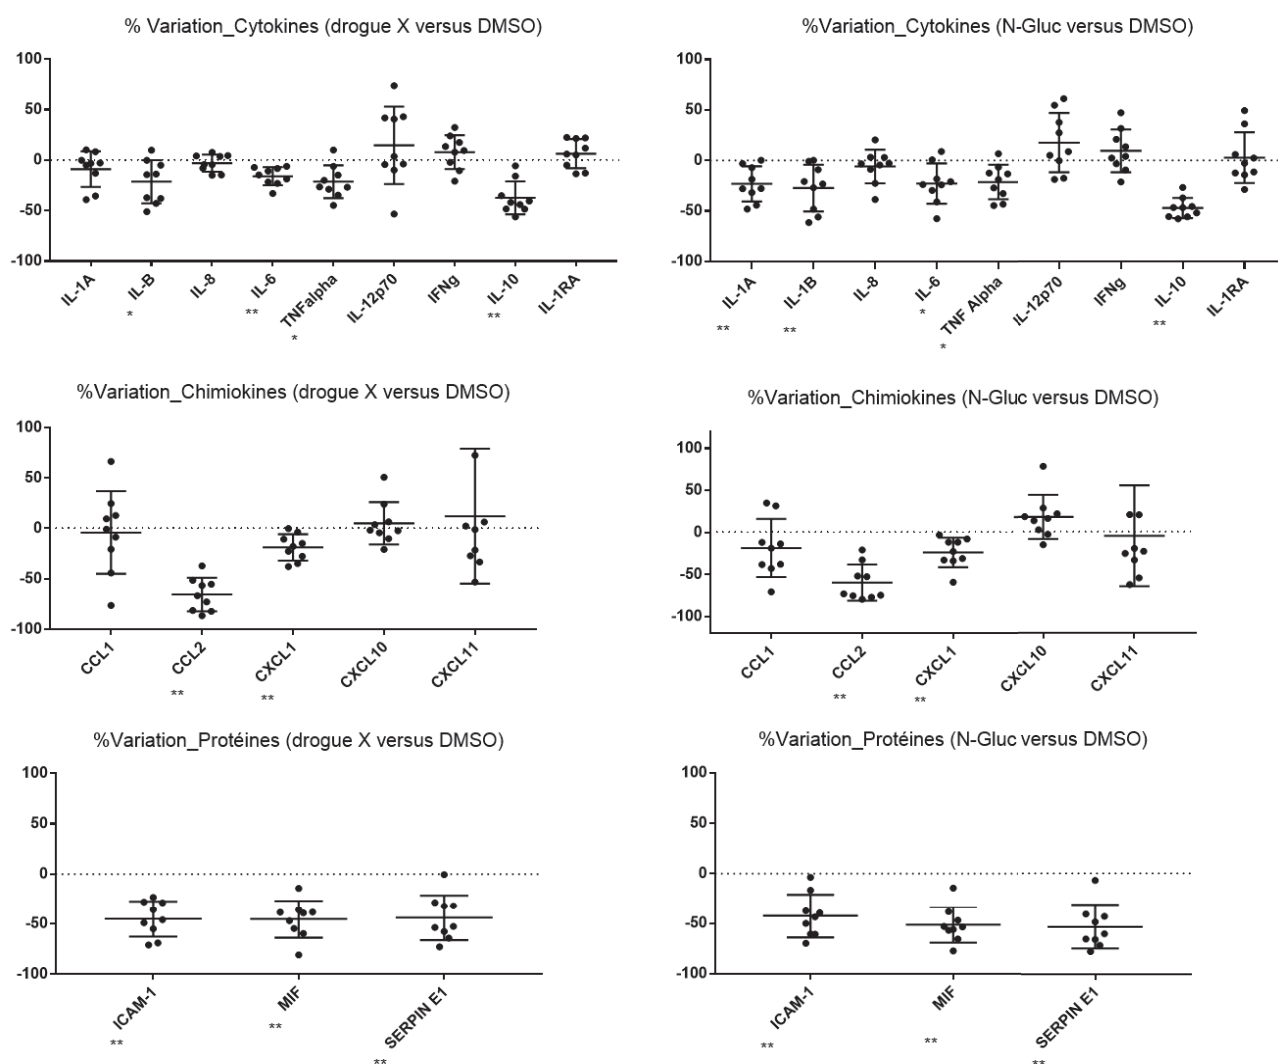 % Variation_Cytokines (drogue X versus DMSO)
100
50
0
-50
-100
IL-1A
IL-B
*
IL-8
IL-6
**
TNFalpha
*
IL-12p70
IFNg
IL-10
**
IL-1RA
%Variation_Cytokines (N-Gluc versus DMSO)
100
50
0
-50
-100
IL-1A
**
IL-1B
**
IL-8
IL-6
*
TNF Alpha
*
IL-12p70
IFNg
IL-10
**
IL-1RA
%Variation_Chimiokines (drogue X versus DMSO)
100
50
0
-50
-100
CCL1
CCL2
**
CXCL1
**
CXCL10
CXCL11
%Variation_Chimiokines (N-Gluc versus DMSO)
100
50
0
-50
-100
CCL1
CCL2
**
CXCL1
**
CXCL10
CXCL11
%Variation_Protéines (drogue X versus DMSO)
100
50
0
-50
-100
ICAM-1
**
MIF
**
SERPIN E1
**
%Variation_Protéines (N-Gluc versus DMSO)
100
50
0
-50
-100
ICAM-1
**
MIF
**
SERPIN E1
**